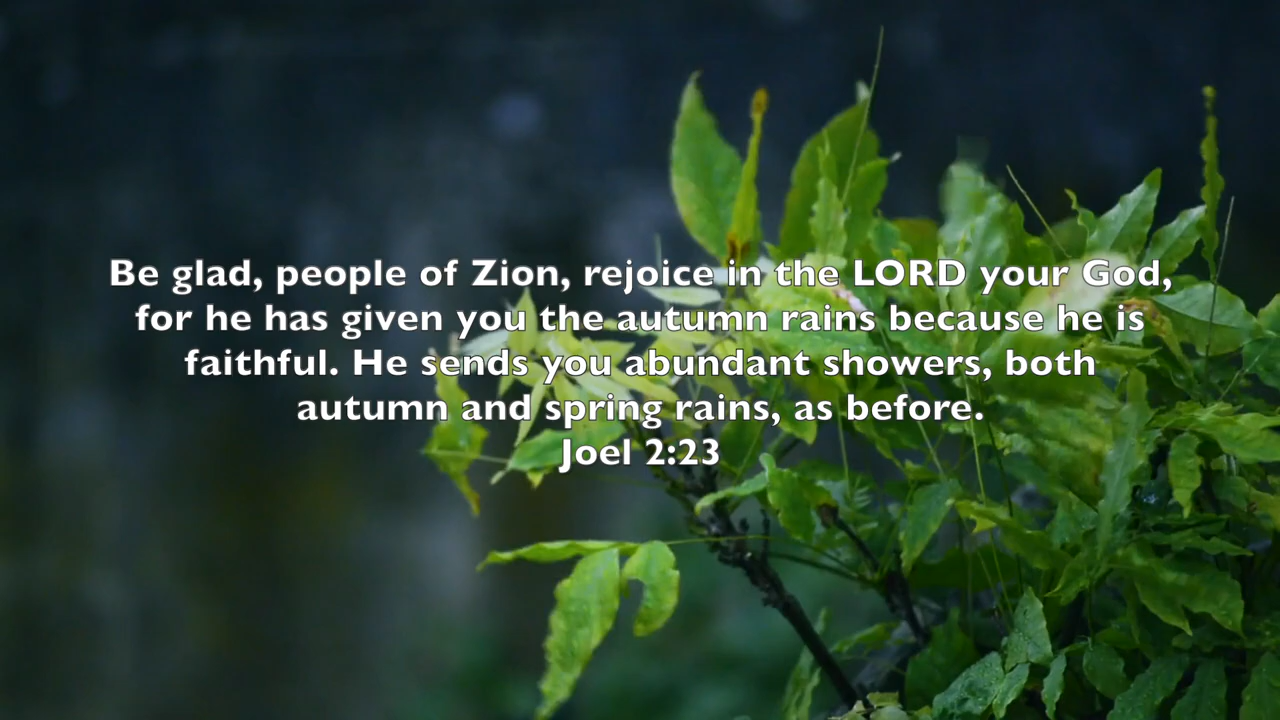 Be glad, people of Zion, rejoice in the LORD your God,
for he has given you the autumn rains because he is
faithful. He sends you abundant showers, both
autumn and spring rains, as before.
Joel 2:23